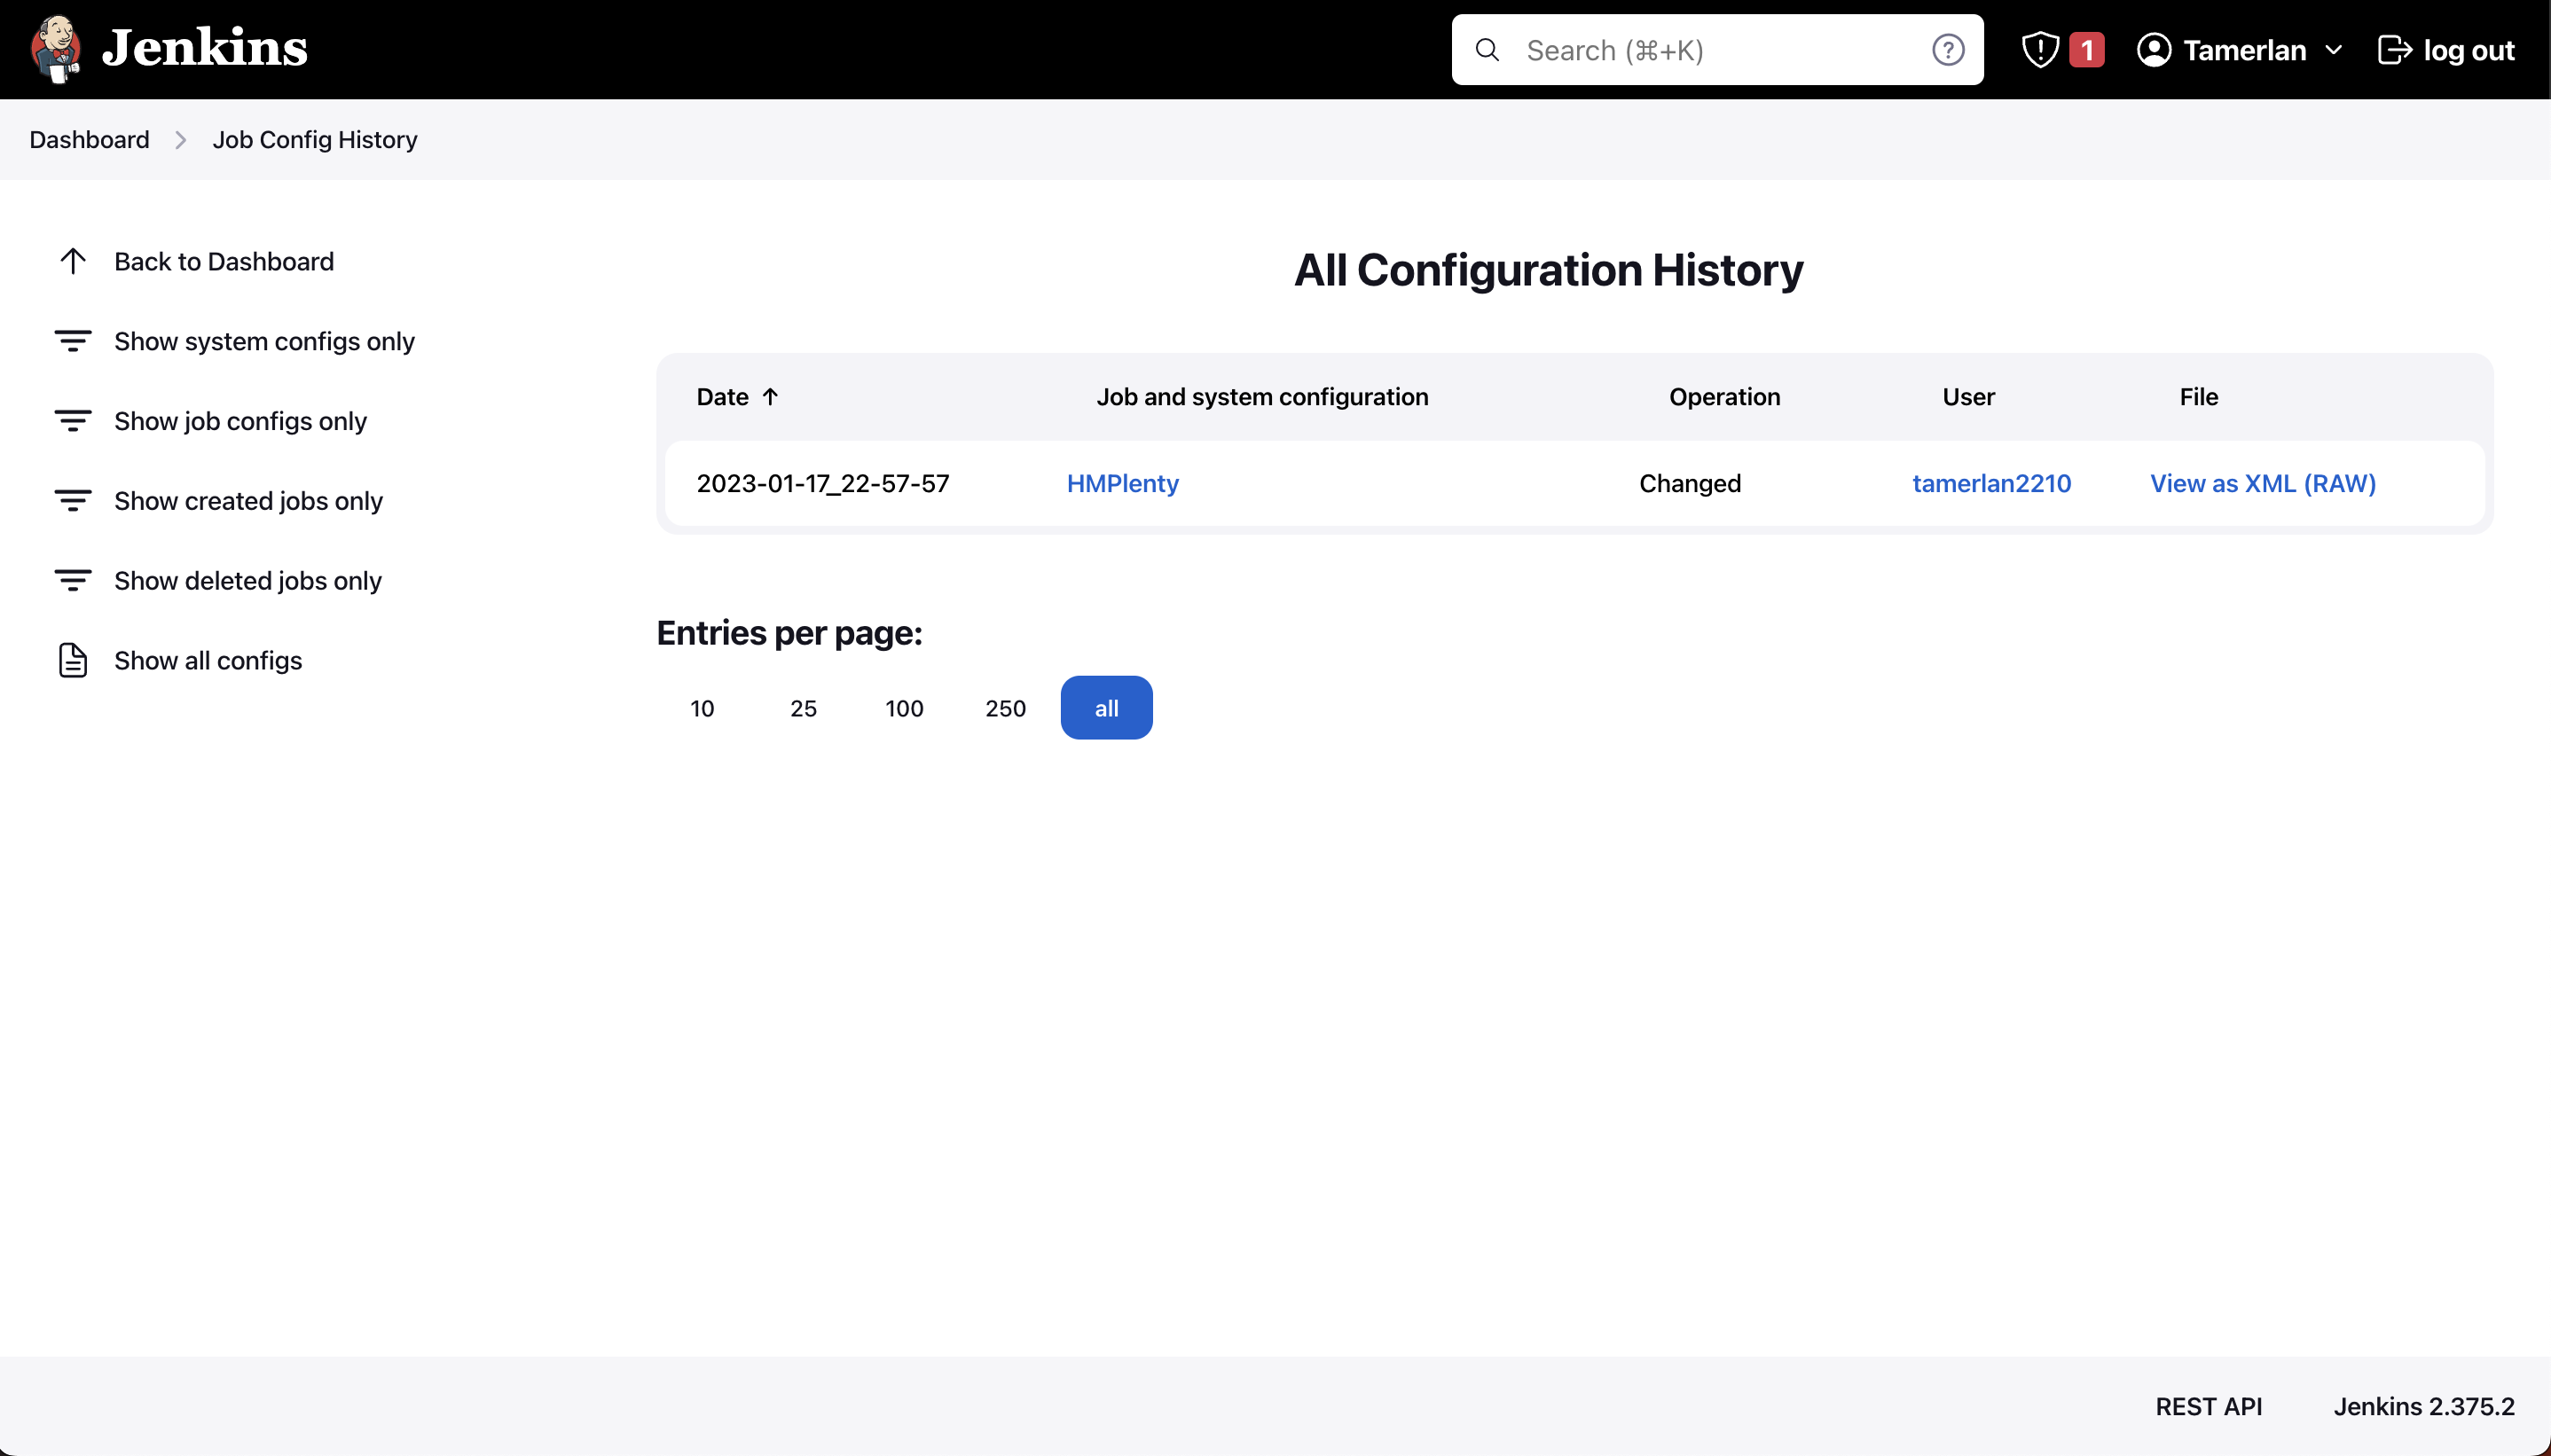 Jenkins
Search (⌘+K)
1
Tamerlan
log out
Dashboard
Job Config History
Back to Dashboard
Show system configs only
Show job configs only
Show created jobs only
Show deleted jobs only
Show all configs
All Configuration History
Date ↑ Job and system configuration Operation User File
2023-01-17_22-57-57 HMPlenty Changed tamerlan2210 View as XML (RAW)
Entries per page:
10 25 100 250 all
REST API Jenkins 2.375.2